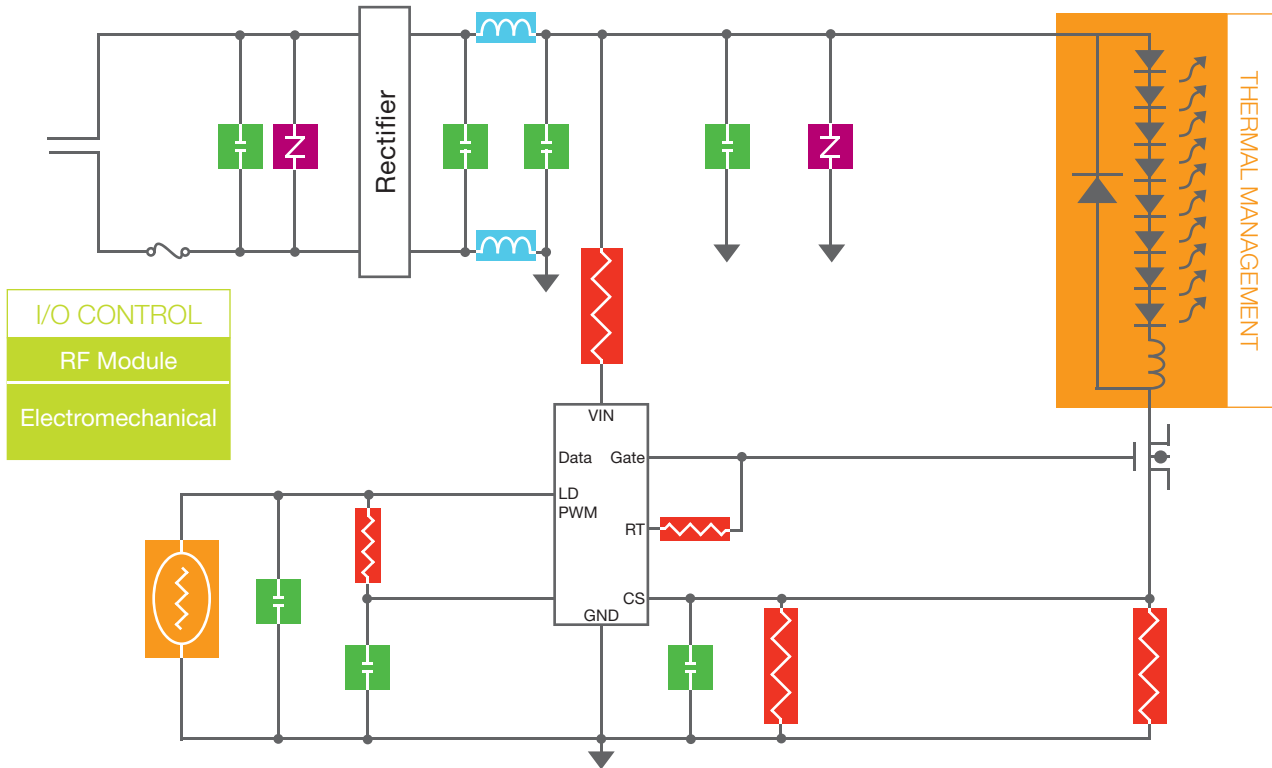 Rectifier
THERMAL MANAGEMENT
I/O CONTROL
RF Module
Electromechanical
VIN
Data
Gate
LD
PWM
RT
CS
GND